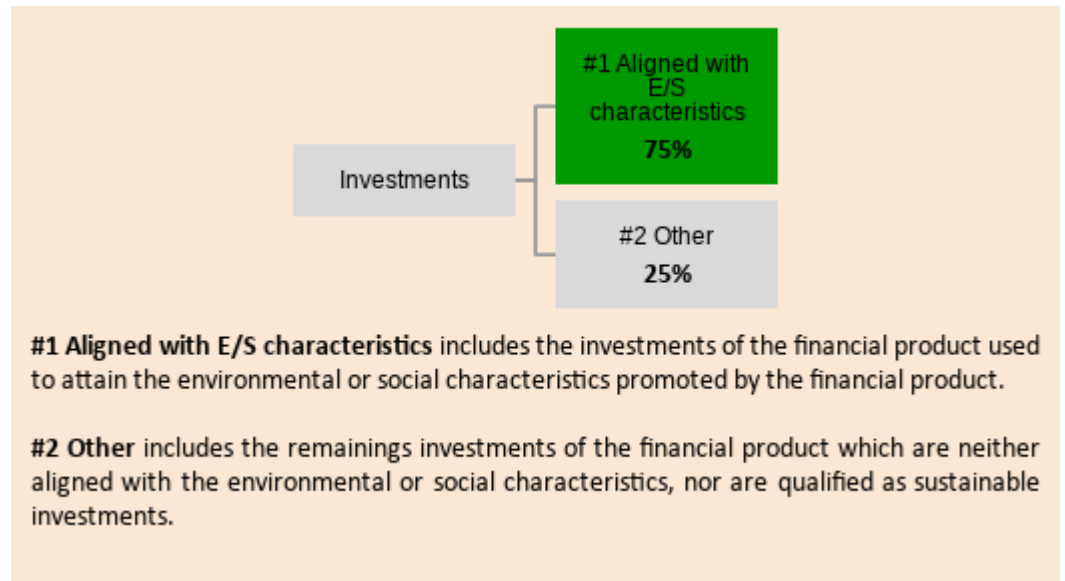 #1 Aligned with
E/S
characteristics
75%
Investments
#2 Other
25%
#1 Aligned with E/S characteristics includes the investments of the financial product used
to attain the environmental or social characteristics promoted by the financial product.
#2 Other includes the remainings investments of the financial product which are neither
aligned with the environmental or social characteristics, nor are qualified as sustainable
investments.